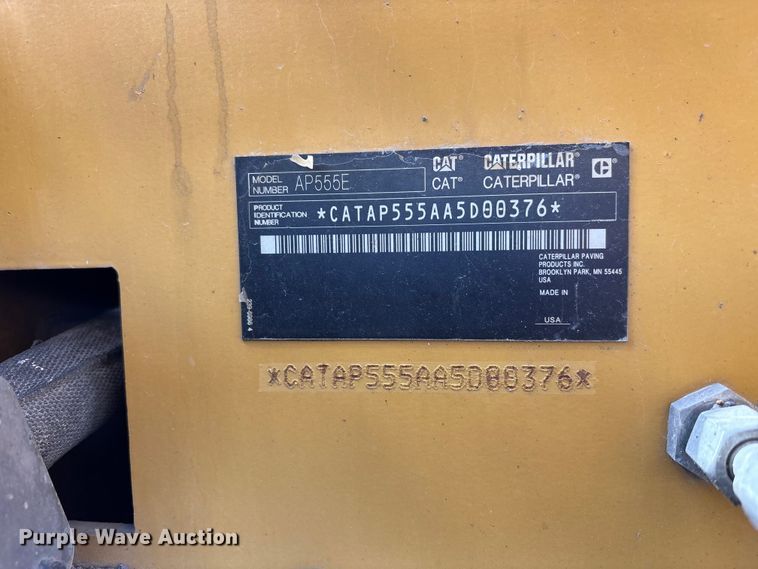 MODEL NUMBER AP555E
CAT® CATERPILLAR®
CAT® CATERPILLAR® C®
PRODUCT IDENTIFICATION NUMBER *CATAP555AA5D00376*
CATERPILLAR PAVING
PRODUCTS INC.
BROOKLYN PARK, MN 55445
USA
MADE IN
USA
*CATAP555AA5D00376*
Purple Wave Auction